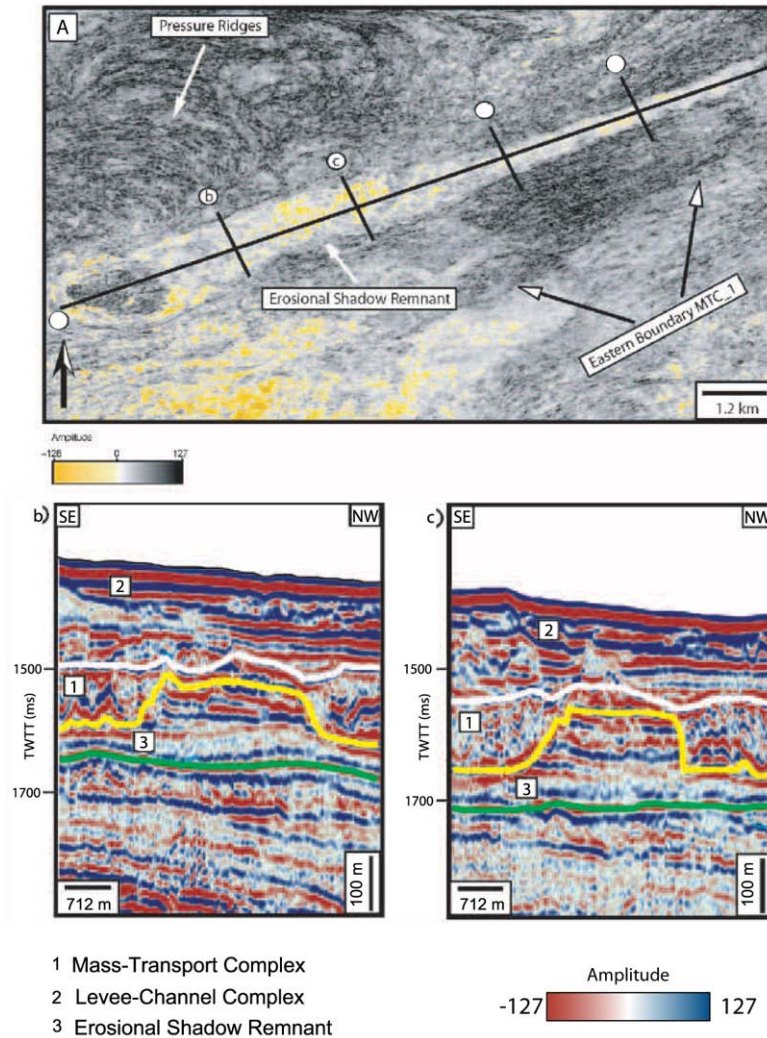 A
Pressure Ridges
c
b
Erosional Shadow Remnant
Eastern Boundary MTC_1
1.2 km
Amplitude
-128 0 127
b) SE NW
2
1500
1
TWTT (ms)
3
1700
712 m
100 m
c) SE NW
2
1500
1
TWTT (ms)
3
1700
712 m
100 m
1 Mass-Transport Complex
2 Levee-Channel Complex
3 Erosional Shadow Remnant
Amplitude
-127 127